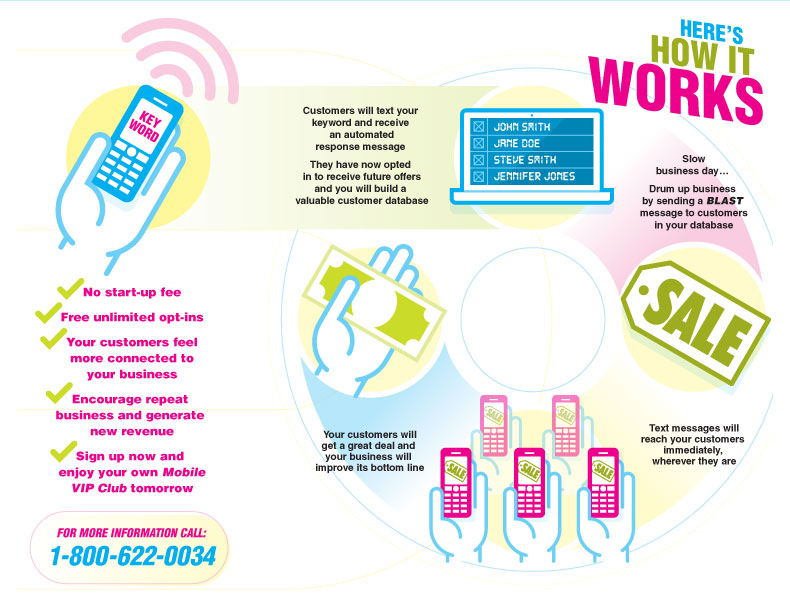 HERE'S
HOW IT
WORKS
KEY
WORD
Customers will text your
keyword and receive
an automated
response message
They have now opted
in to receive future offers
and you will build a
valuable customer database
JOHN SMITH
JANE DOE
STEVE SMITH
JENNIFER JONES
Slow
business day...
Drum up business
by sending a BLAST
message to customers
in your database
SALE
Text messages will
reach your customers
immediately,
wherever they are
SALE
SALE
SALE
SALE
SALE
Your customers will
get a great deal and
your business will
improve its bottom line
No start-up fee
Free unlimited opt-ins
Your customers feel
more connected to
your business
Encourage repeat
business and generate
new revenue
Sign up now and
enjoy your own Mobile
VIP Club tomorrow
FOR MORE INFORMATION CALL:
1-800-622-0034